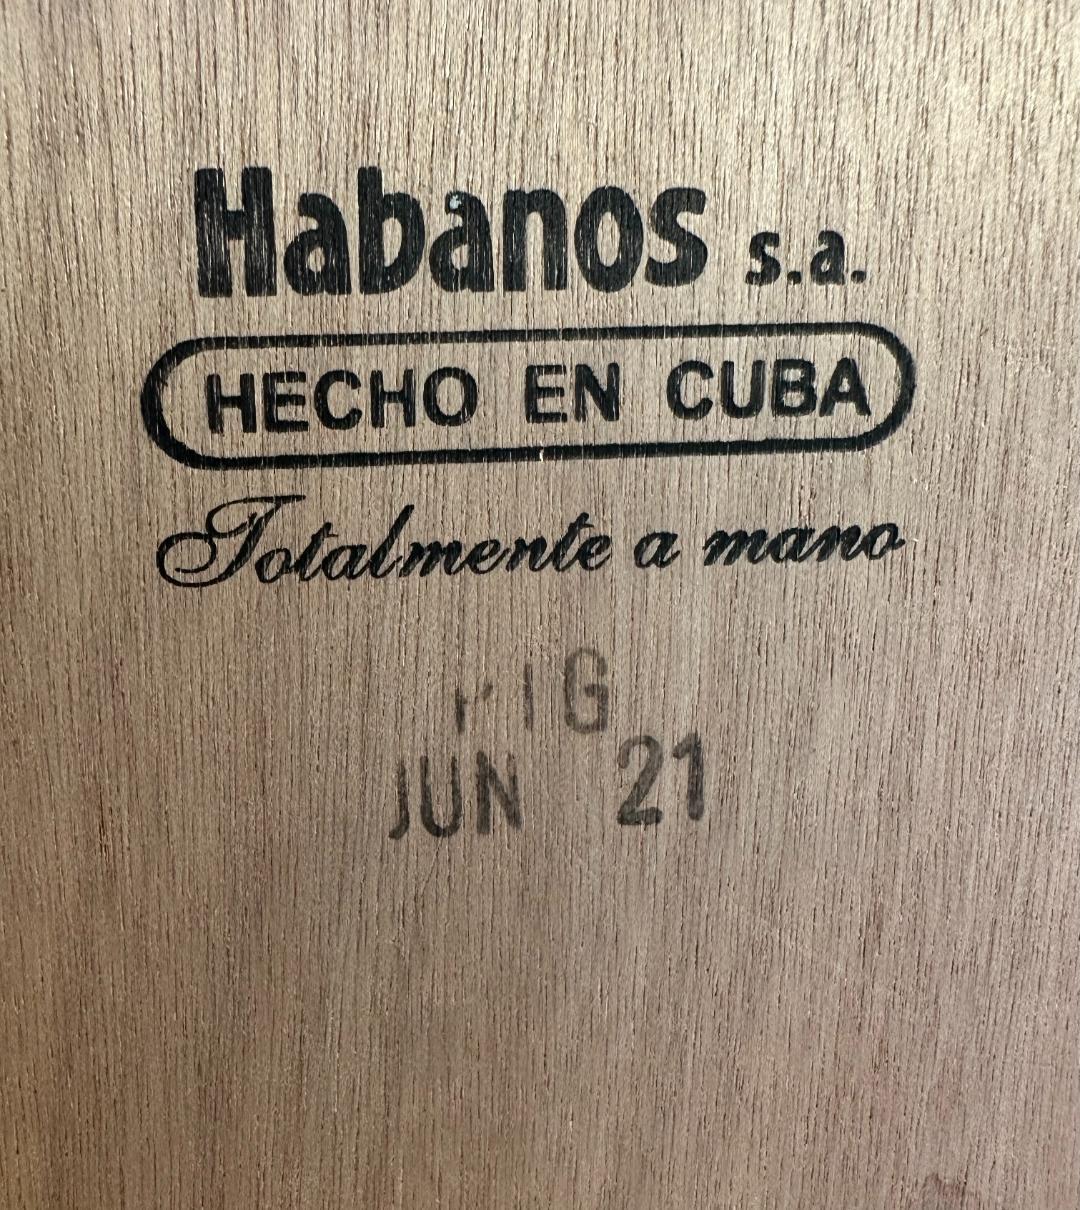 Habanos s.a.
HECHO EN CUBA
Totalmente a mano
JUN 21